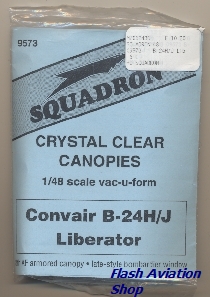 9573
SQUADRON
CRYSTAL CLEAR
CANOPIES
1/48 scale vac-u-form
Convair B-24H/J
Liberator
armored canopy • late-style bombardier window
Flash Aviation
Shop